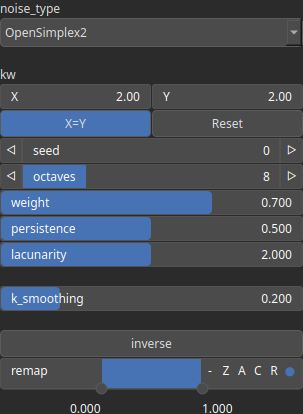 noise_type
OpenSimplex2
kw
X 2.00 Y 2.00
X=Y Reset
seed 0
octaves 8
weight 0.700
persistence 0.500
lacunarity 2.000
k_smoothing 0.200
inverse
remap - Z A C R
0.000 1.000